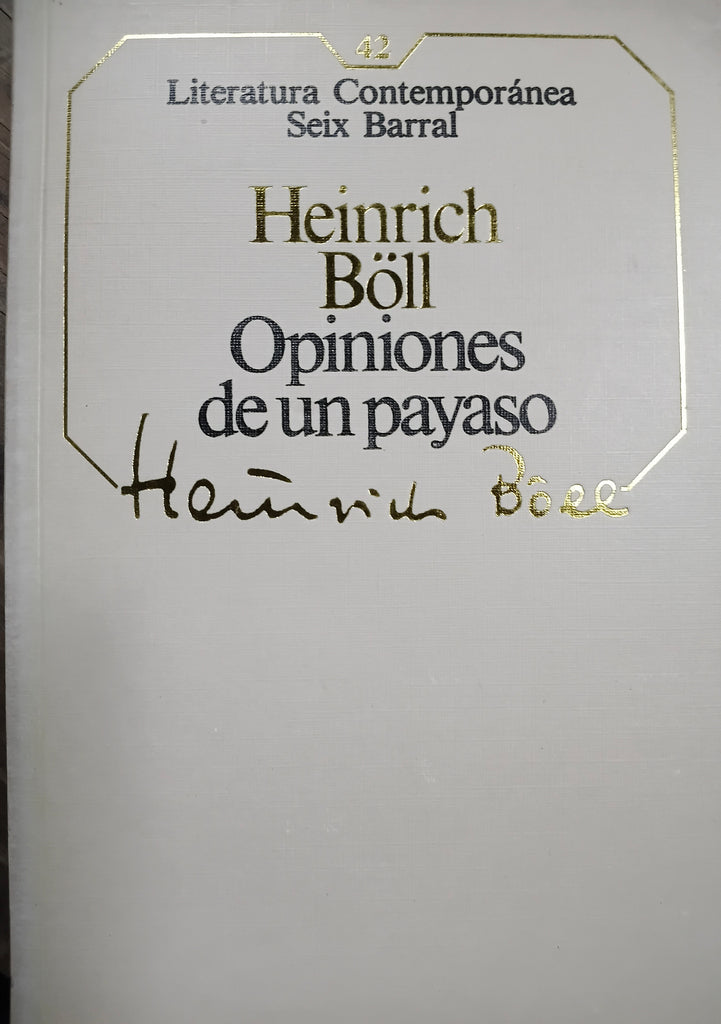 42
Literatura Contemporánea
Seix Barral
Heinrich
Böll
Opiniones
de un payaso
Heinrich Böll